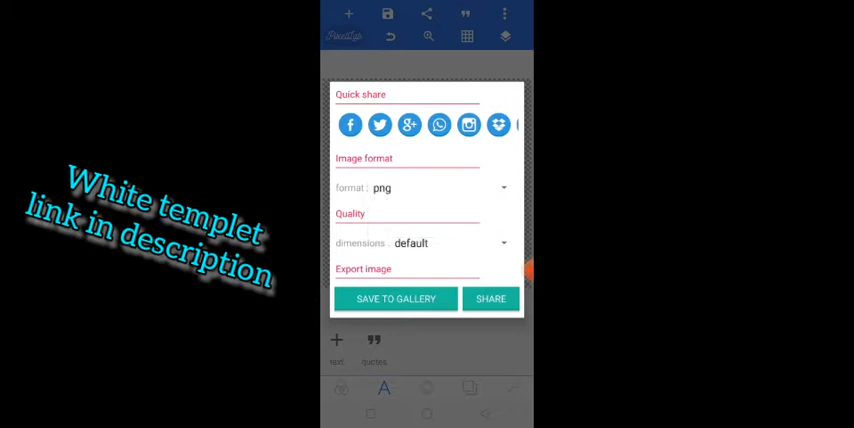 PixelLab
Quick share
Image format
format : png
Quality
dimensions : default
Export image
SAVE TO GALLERY
SHARE
text
quotes
White templet
link in description